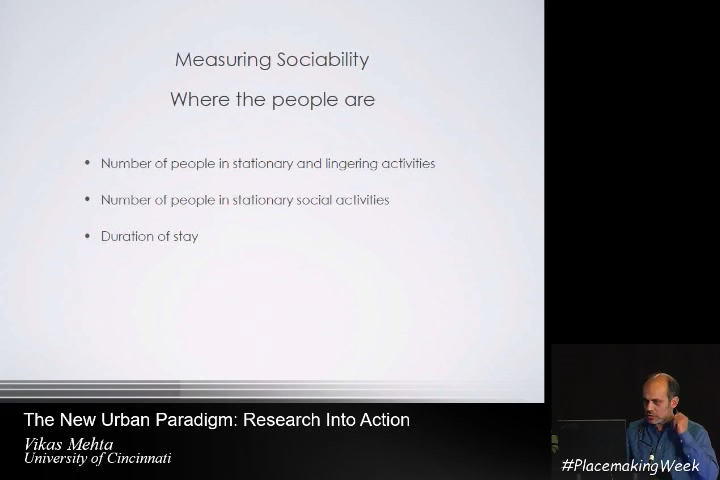 Measuring Sociability
Where the people are
• Number of people in stationary and lingering activities
• Number of people in stationary social activities
• Duration of stay
The New Urban Paradigm: Research Into Action
Vikas Mehta
University of Cincinnati
#PlacemakingWeek